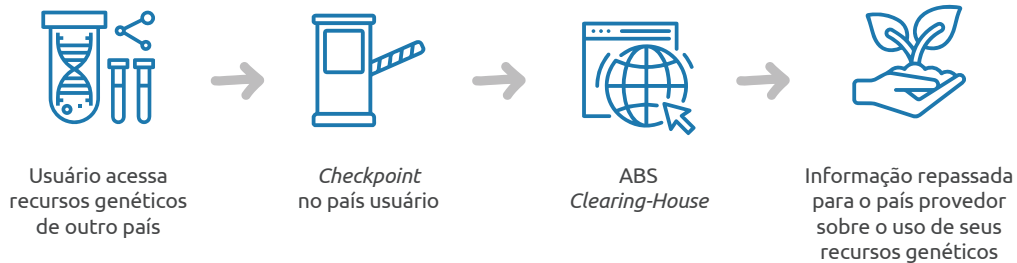 Usuário acessa
recursos genéticos
de outro país
Checkpoint
no país usuário
ABS
Clearing-House
Informação repassada
para o país provedor
sobre o uso de seus
recursos genéticos